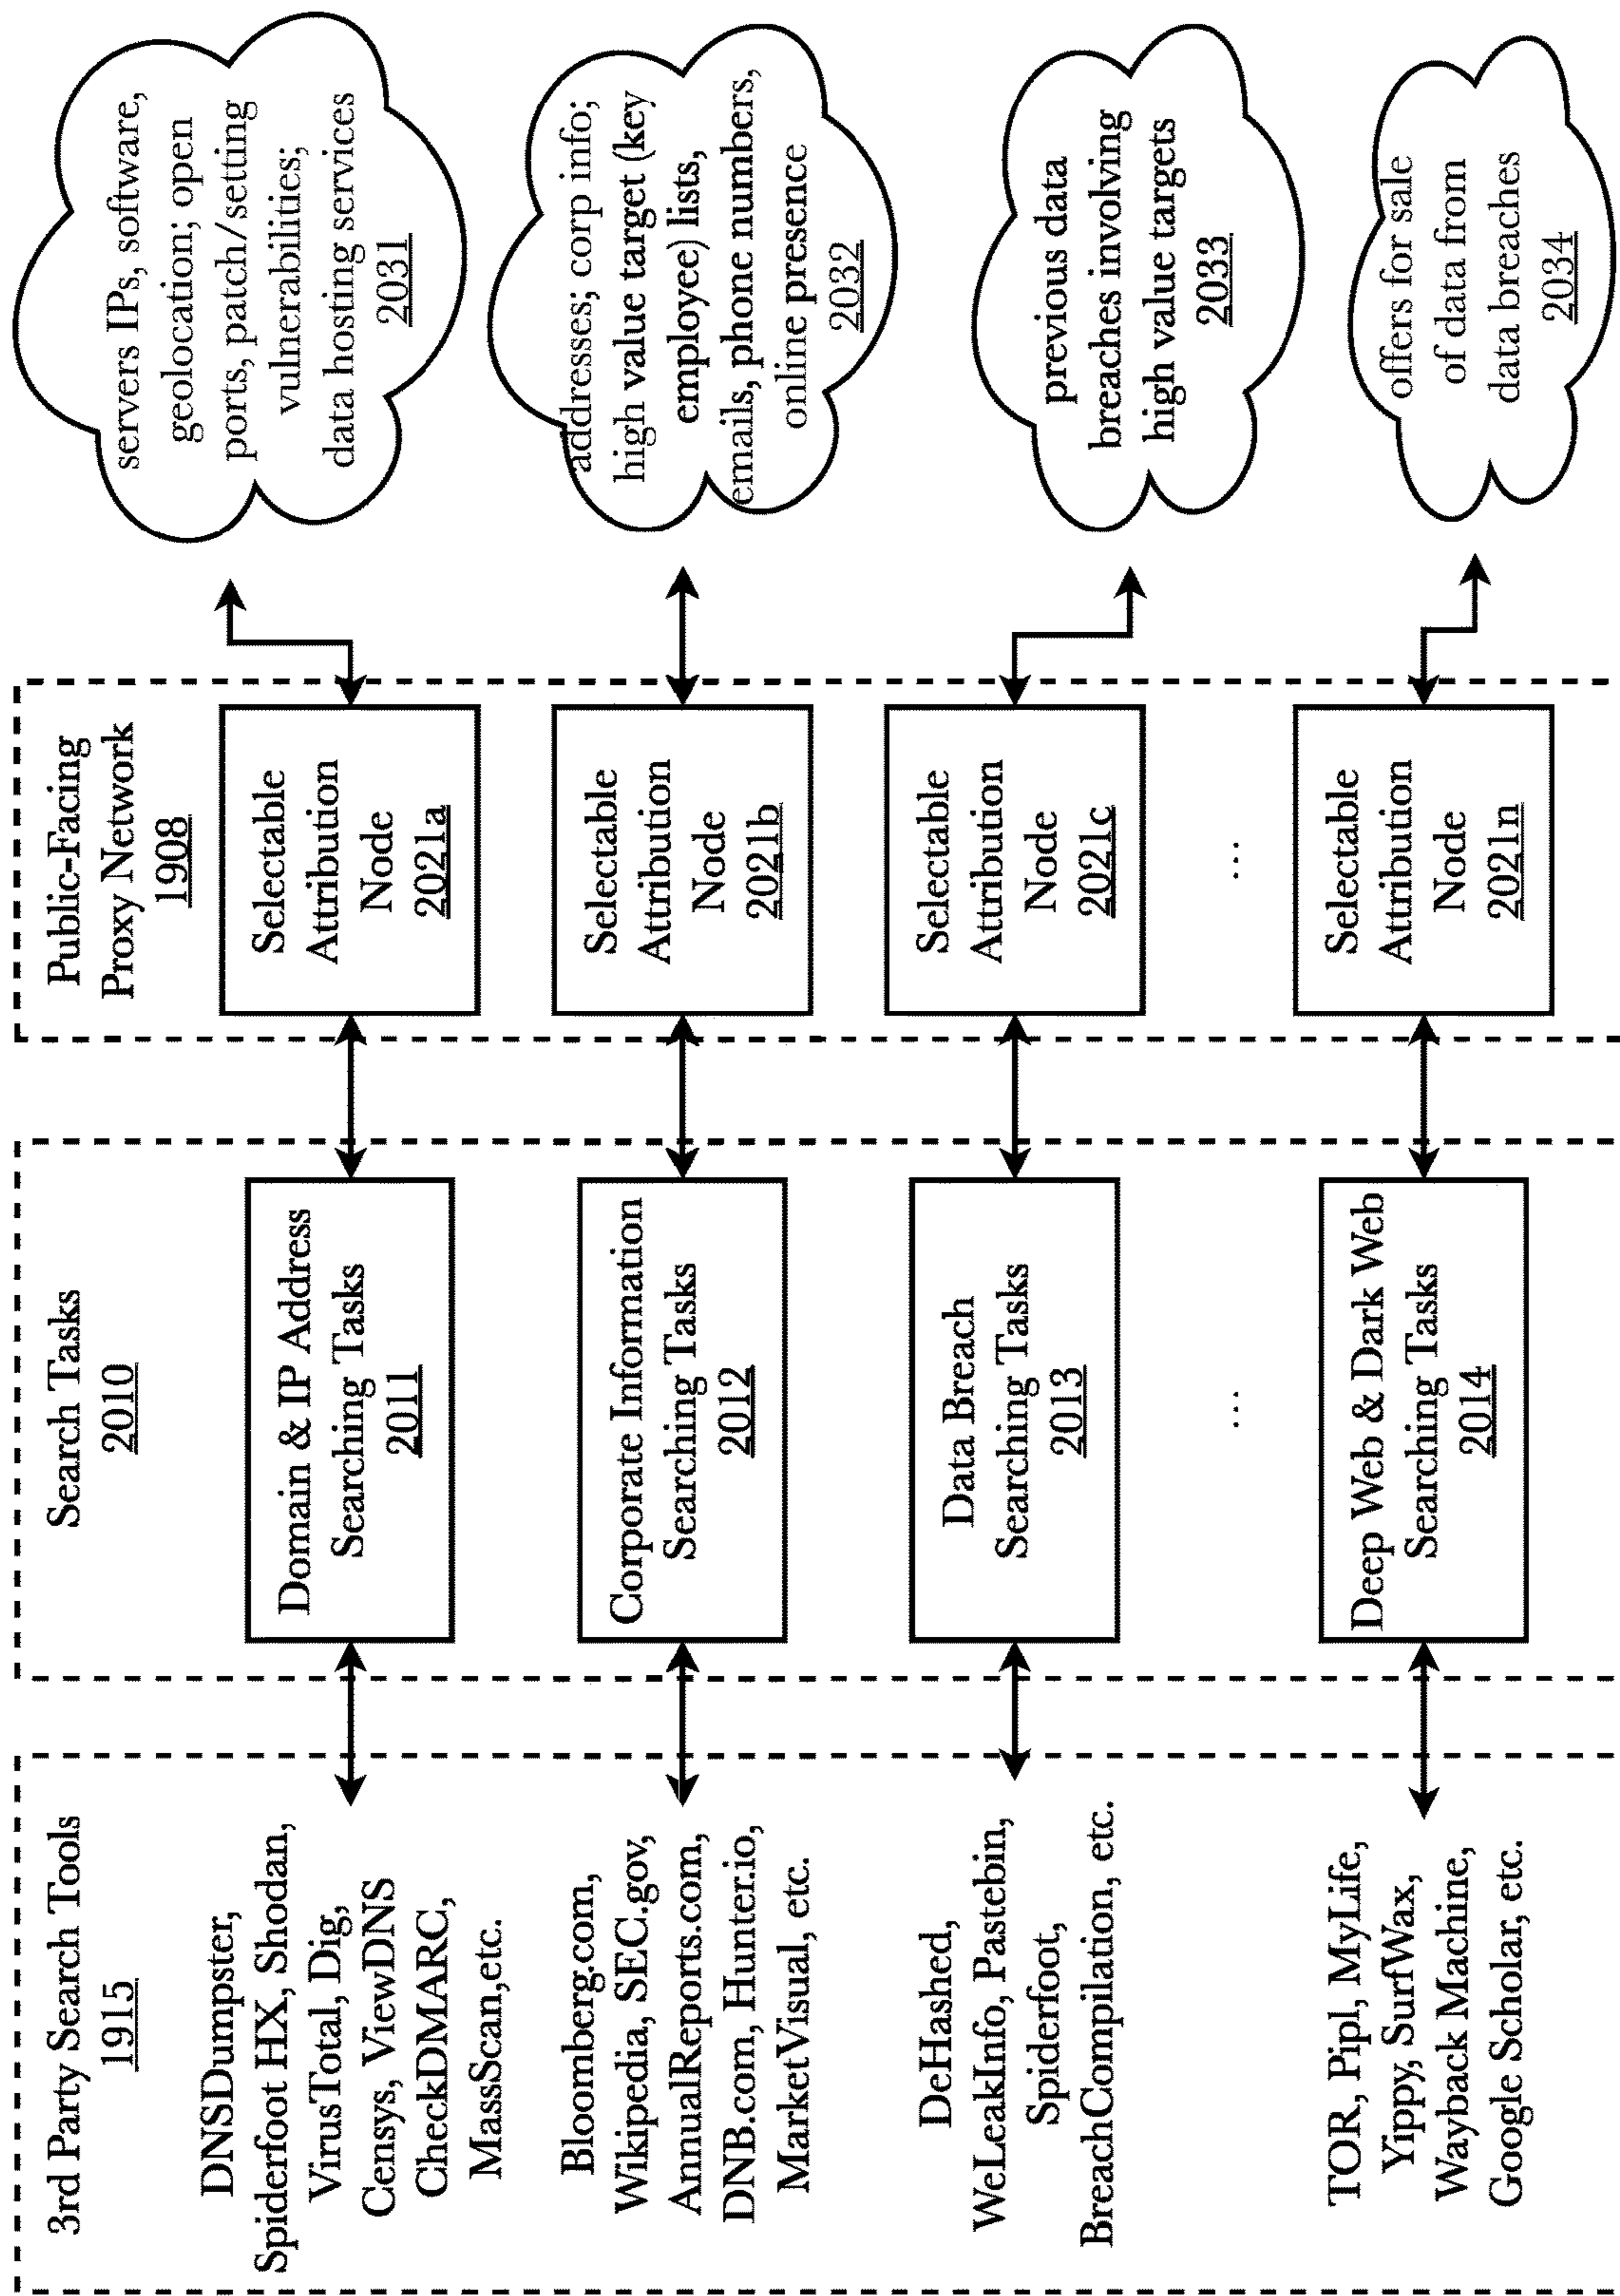 3rd Party Search Tools
1915
DNSDumpster,
Spiderfoot HX, Shodan,
VirusTotal, Dig,
Censys, ViewDNS
CheckDMARC,
MassScan,etc.
Bloomberg.com,
Wikipedia, SEC.gov,
AnnualReports.com,
DNB.com, Hunter.io,
MarketVisual, etc.
DeHashed,
WeLeakInfo, Pastebin,
Spiderfoot,
BreachCompilation, etc.
TOR, Pipl, MyLife,
Yippy, SurfWax,
Wayback Machine,
Google Scholar, etc.
Search Tasks
2010
Domain & IP Address
Searching Tasks
2011
Corporate Information
Searching Tasks
2012
Data Breach
Searching Tasks
2013
...
Deep Web & Dark Web
Searching Tasks
2014
Public-Facing
Proxy Network
1908
Selectable
Attribution
Node
2021a
Selectable
Attribution
Node
2021b
Selectable
Attribution
Node
2021c
...
Selectable
Attribution
Node
2021n
servers IPs, software,
geolocation; open
ports, patch/setting
vulnerabilities;
data hosting services
2031
addresses; corp info;
high value target (key
employee) lists,
emails, phone numbers,
online presence
2032
previous data
breaches involving
high value targets
2033
offers for sale
of data from
data breaches
2034